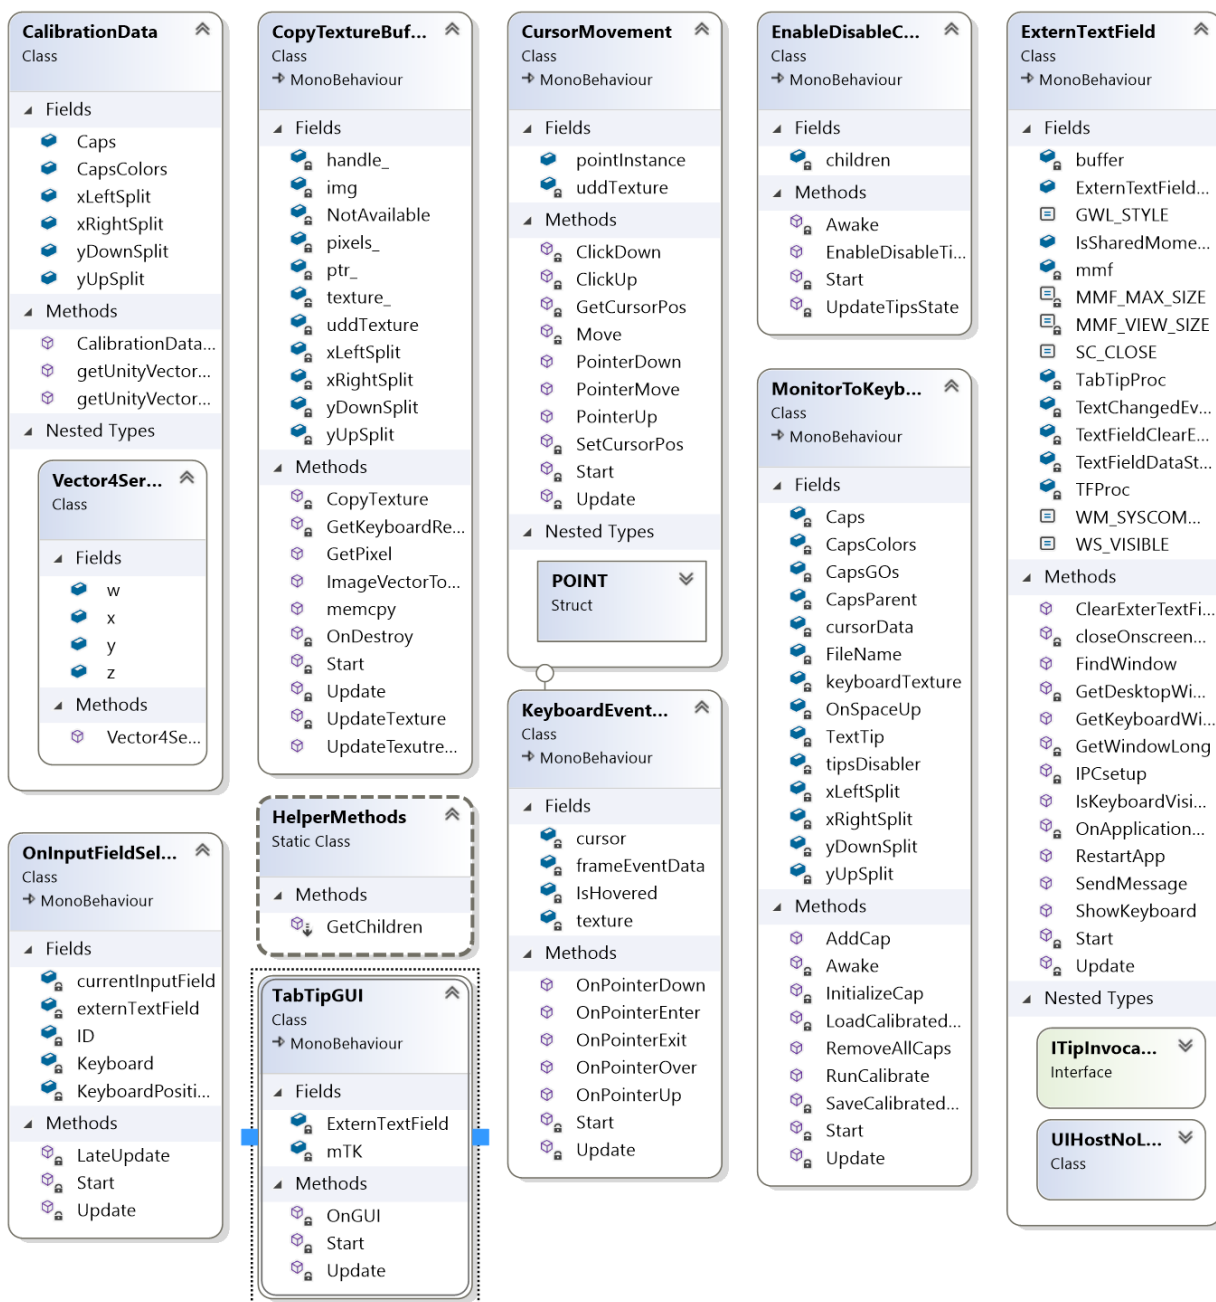 CalibrationData
Class
Fields
Caps
CapsColors
xLeftSplit
xRightSplit
yDownSplit
yUpSplit
Methods
CalibrationData...
getUnityVector...
getUnityVector...
Nested Types
Vector4Ser...
Class
Fields
w
x
y
z
Methods
Vector4Se...
OnInputFieldSel...
Class
MonoBehaviour
Fields
currentInputField
externTextField
ID
Keyboard
KeyboardPositi...
Methods
LateUpdate
Start
Update
CopyTextureBuf...
Class
MonoBehaviour
Fields
handle_
img
NotAvailable
pixels_
ptr_
texture_
uddTexture
xLeftSplit
xRightSplit
yDownSplit
yUpSplit
Methods
CopyTexture
GetKeyboardRe...
GetPixel
ImageVectorTo...
memcpy
OnDestroy
Start
Update
UpdateTexture
UpdateTexutre...
HelperMethods
Static Class
Methods
GetChildren
TabTipGUI
Class
MonoBehaviour
Fields
ExternTextField
mTK
Methods
OnGUI
Start
Update
CursorMovement
Class
MonoBehaviour
Fields
pointInstance
uddTexture
Methods
ClickDown
ClickUp
GetCursorPos
Move
PointerDown
PointerMove
PointerUp
SetCursorPos
Start
Update
Nested Types
POINT
Struct
KeyboardEvent...
Class
MonoBehaviour
Fields
cursor
frameEventData
IsHovered
texture
Methods
OnPointerDown
OnPointerEnter
OnPointerExit
OnPointerOver
OnPointerUp
Start
Update
EnableDisableC...
Class
MonoBehaviour
Fields
children
Methods
Awake
EnableDisableTi...
Start
UpdateTipsState
MonitorToKeyb...
Class
MonoBehaviour
Fields
Caps
CapsColors
CapsGOs
CapsParent
cursorData
FileName
keyboardTexture
OnSpaceUp
TextTip
tipsDisabler
xLeftSplit
xRightSplit
yDownSplit
yUpSplit
Methods
AddCap
Awake
InitializeCap
LoadCalibrated...
RemoveAllCaps
RunCalibrate
SaveCalibrated...
Start
Update
ExternTextField
Class
MonoBehaviour
Fields
buffer
ExternTextField...
GWL_STYLE
IsSharedMome...
mmf
MMF_MAX_SIZE
MMF_VIEW_SIZE
SC_CLOSE
TabTipProc
TextChangedEv...
TextFieldClearE...
TextFieldDataSt...
TFProc
WM_SYSCOM...
WS_VISIBLE
Methods
ClearExterTextFi...
closeOnscreen...
FindWindow
GetDesktopWi...
GetKeyboardWi...
GetWindowLong
IPCsetup
IsKeyboardVisi...
OnApplication...
RestartApp
SendMessage
ShowKeyboard
Start
Update
Nested Types
ITipInvoca...
Interface
UIHostNoL...
Class